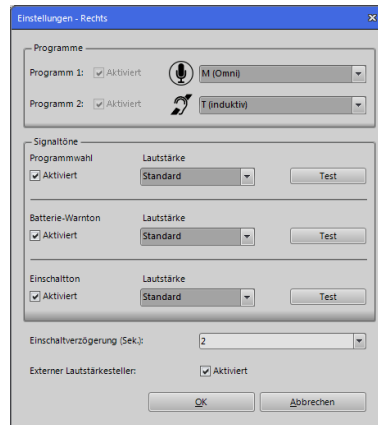 Einstellungen - Rechts
Programme
Programm 1: Aktiviert M (Omni)
Programm 2: Aktiviert T (induktiv)
Signaltöne
Programmwahl Lautstärke
Aktiviert Standard Test
Batterie-Warnton Lautstärke
Aktiviert Standard Test
Einschaltton Lautstärke
Aktiviert Standard Test
Einschaltverzögerung (Sek.): 2
Externer Lautstärkesteller: Aktiviert
OK Abbrechen